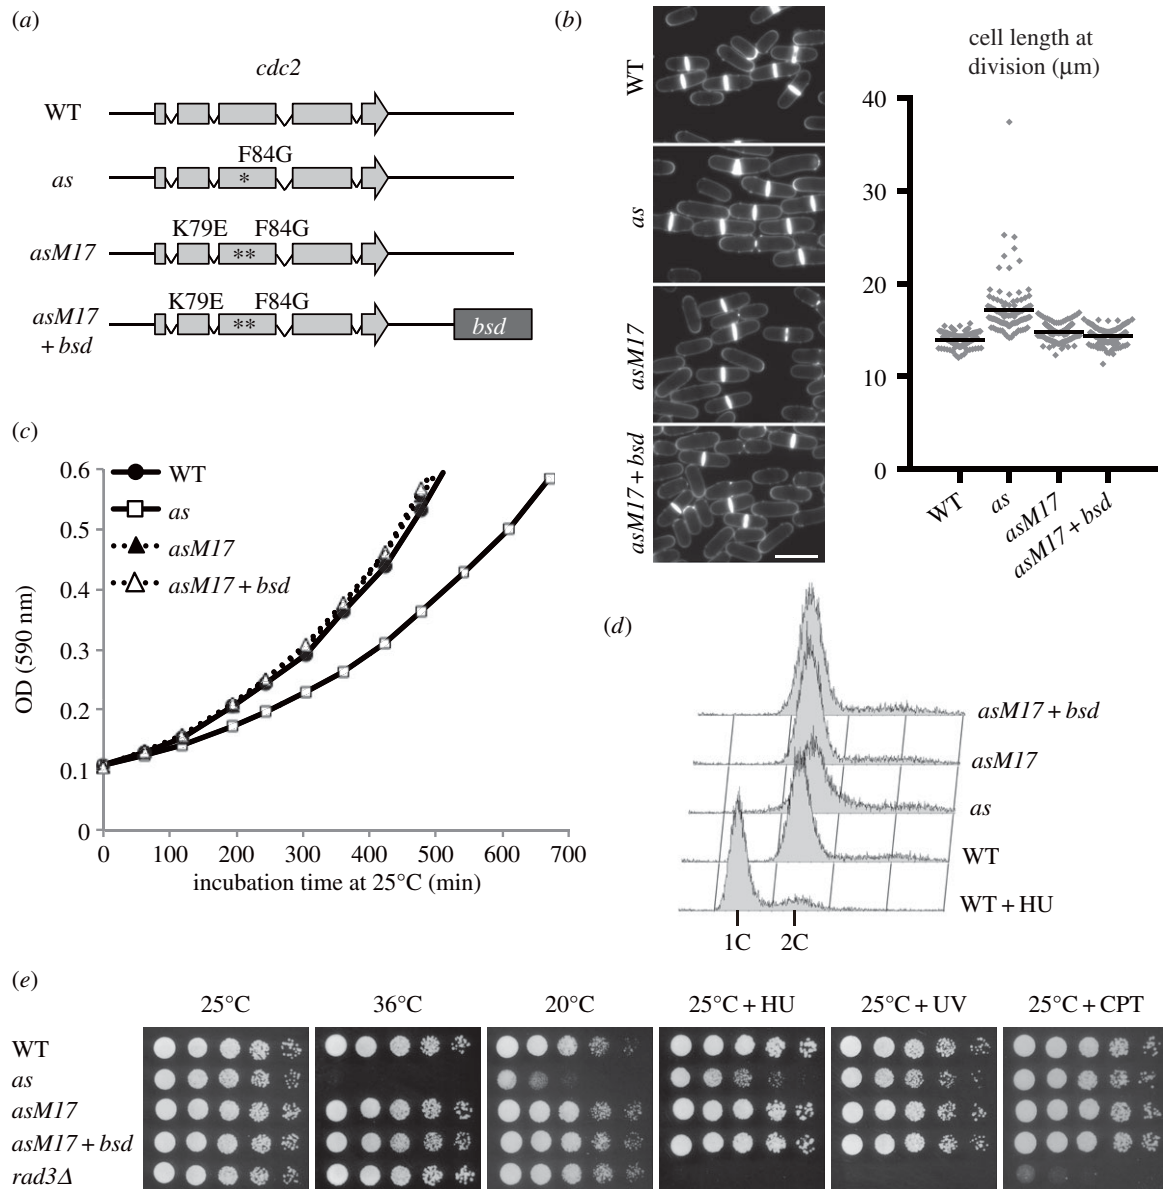 (a)
cdc2
WT
F84G
as
*
K79E F84G
asM17
**
K79E F84G
asM17
+ bsd
**
bsd
(b)
WT
as
asM17
asM17 + bsd
cell length at
division (µm)
40
30
20
10
0
WT
as
asM17
asM17 + bsd
(c)
0.6
0.5
0.4
0.3
0.2
0.1
0
OD (590 nm)
WT
as
asM17
asM17 + bsd
0 100 200 300 400 500 600 700
incubation time at 25°C (min)
(d)
asM17 + bsd
asM17
as
WT
WT + HU
1C 2C
(e)
25°C 36°C 20°C 25°C + HU 25°C + UV 25°C + CPT
WT
as
asM17
asM17 + bsd
rad3Δ